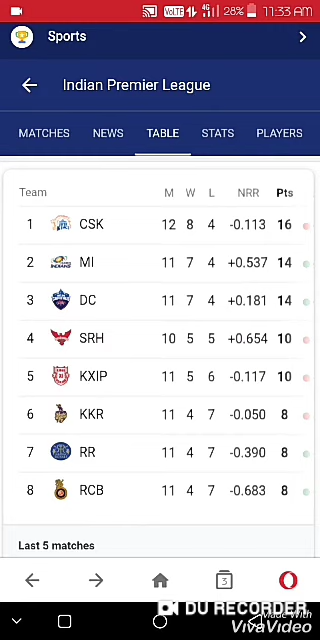 VoLTE 4G 28% 11:33 AM
Sports
Indian Premier League
MATCHES NEWS TABLE STATS PLAYERS
Team M W L NRR Pts
1 CSK 12 8 4 -0.113 16
2 MI 11 7 4 +0.537 14
3 DC 11 7 4 +0.181 14
4 SRH 10 5 5 +0.654 10
5 KXIP 11 5 6 -0.117 10
6 KKR 11 4 7 -0.050 8
7 RR 11 4 7 -0.390 8
8 RCB 11 4 7 -0.683 8
Last 5 matches
3
DU RECORDER
Made With
VivaVideo